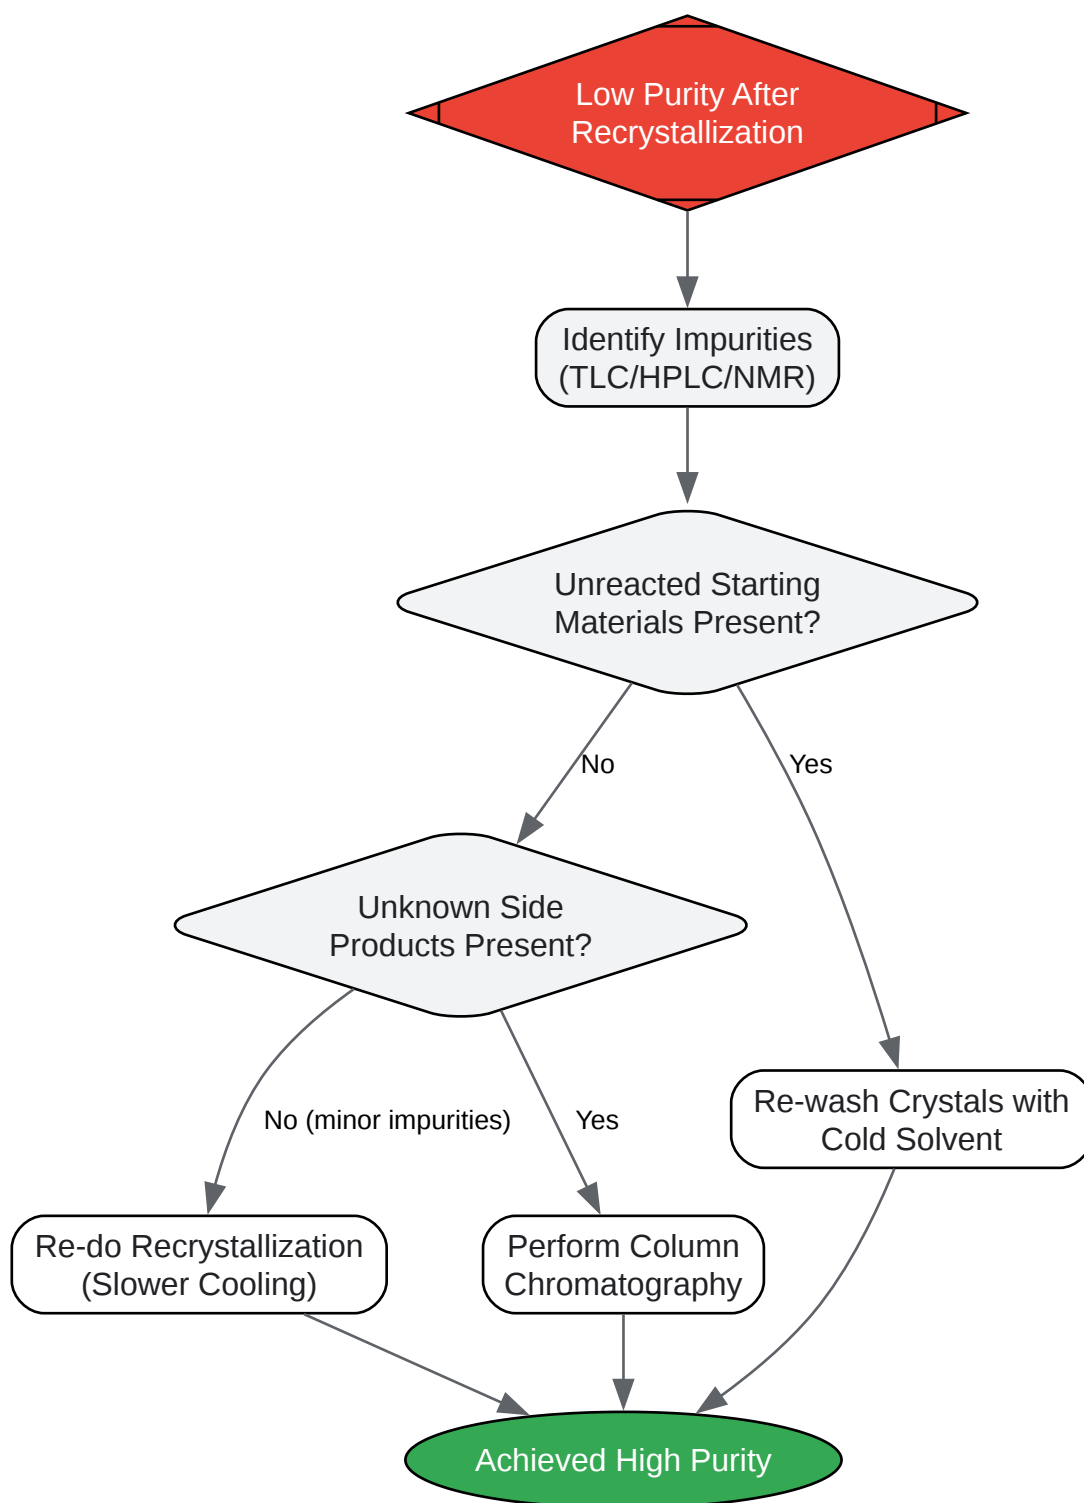 Low Purity After
Recrystallization
Identify Impurities
(TLC/HPLC/NMR)
Unreacted Starting
Materials Present?
No
Yes
Unknown Side
Products Present?
No (minor impurities)
Yes
Re-wash Crystals with
Cold Solvent
Re-do Recrystallization
(Slower Cooling)
Perform Column
Chromatography
Achieved High Purity